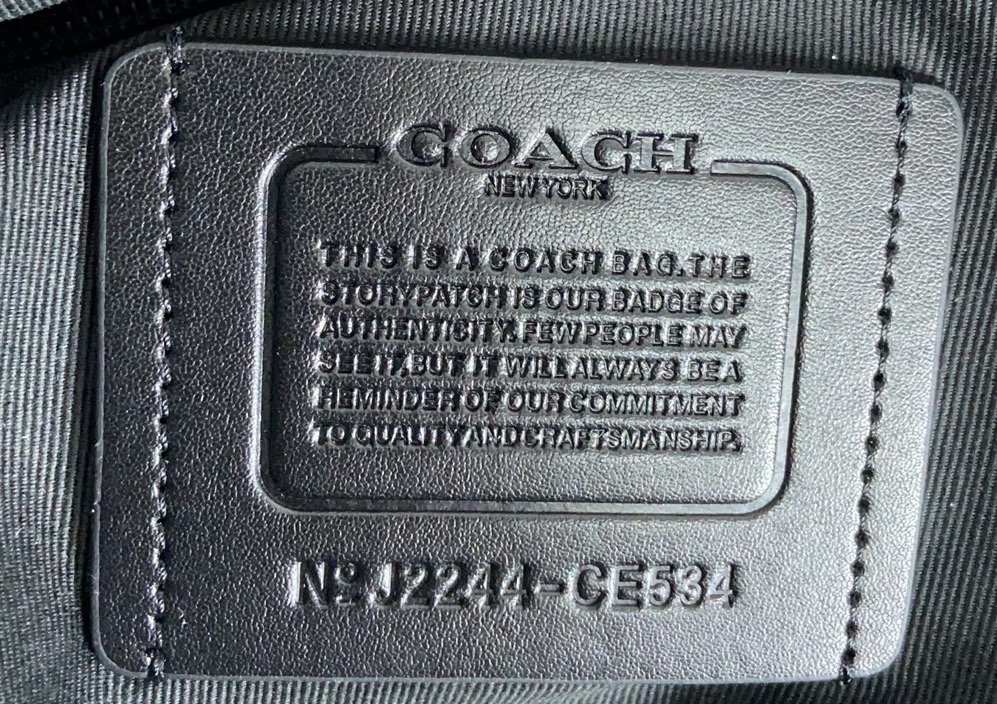 COACH
NEW YORK
THIS IS A COACH BAG. THE
STORYPATCH IS OUR BADGE OF
AUTHENTICITY. FEW PEOPLE MAY
SEE IT, BUT IT WILL ALWAYS BE A
REMINDER OF OUR COMMITMENT
TO QUALITY AND CRAFTSMANSHIP.
Nº J2244-CE534